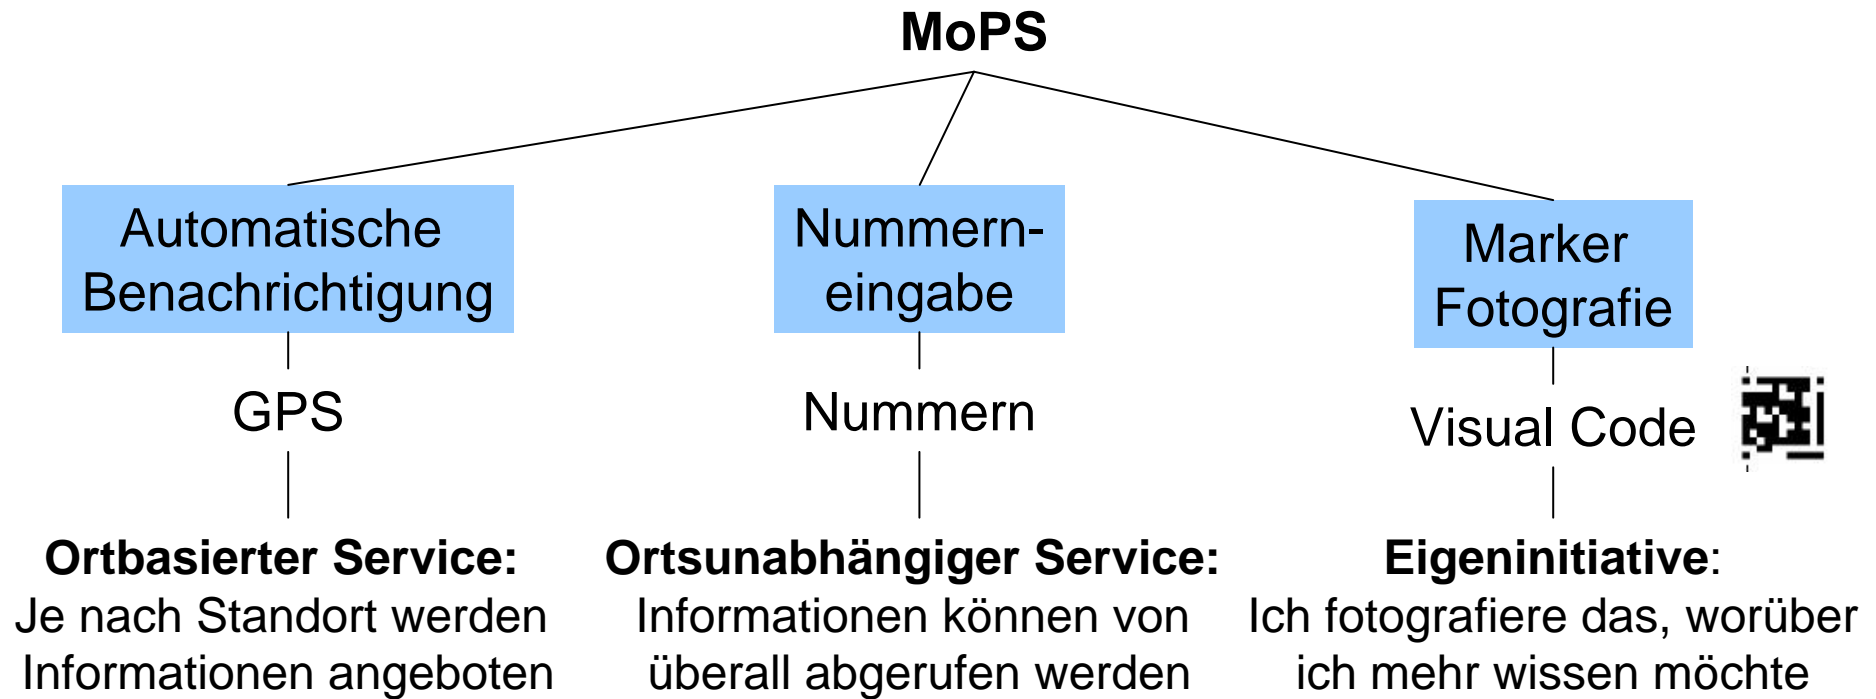 MoPS
Automatische
Benachrichtigung
Nummern-
eingabe
Marker
Fotografie
GPS
Nummern
Visual Code
Ortbasierter Service:
Je nach Standort werden
Informationen angeboten
Ortsunabhängiger Service:
Informationen können von
überall abgerufen werden
Eigeninitiative:
Ich fotografiere das, worüber
ich mehr wissen möchte